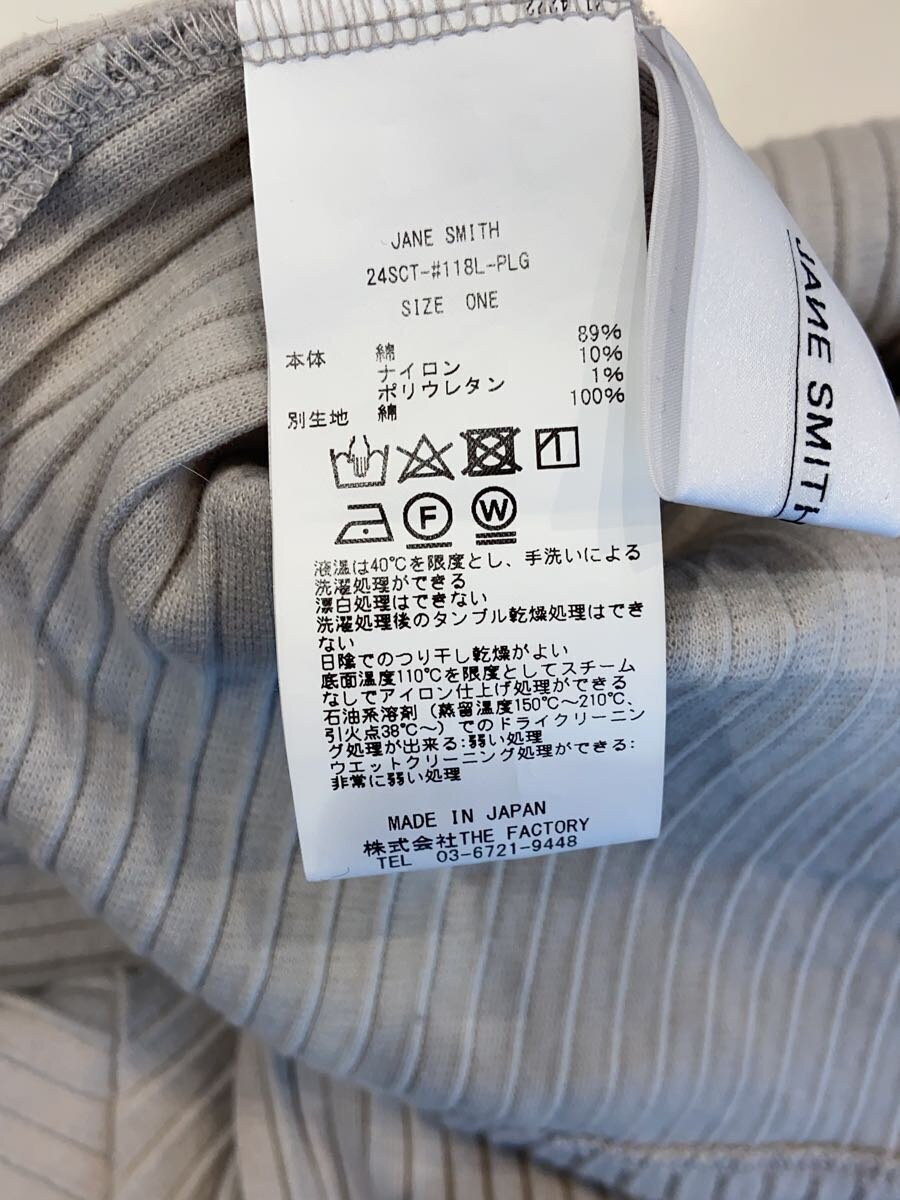 JANE SMITH
24SCT-#118L-PLG
SIZE ONE
本体 綿 89%
ナイロン 10%
ポリウレタン 1%
別生地 綿 100%
F W
液温は40℃を限度とし、手洗いによる
洗濯処理ができる
漂白処理はできない
洗濯処理後のタンブル乾燥処理はでき
ない
日陰でのつり干し乾燥がよい
底面温度110℃を限度としてスチーム
なしでアイロン仕上げ処理ができる
石油系溶剤（蒸留温度150℃～210℃、
引火点38℃～）でのドライクリーニン
グ処理が出来る:弱い処理
ウエットクリーニング処理ができる:
非常に弱い処理
MADE IN JAPAN
株式会社THE FACTORY
TEL 03-6721-9448
JANE SMITH